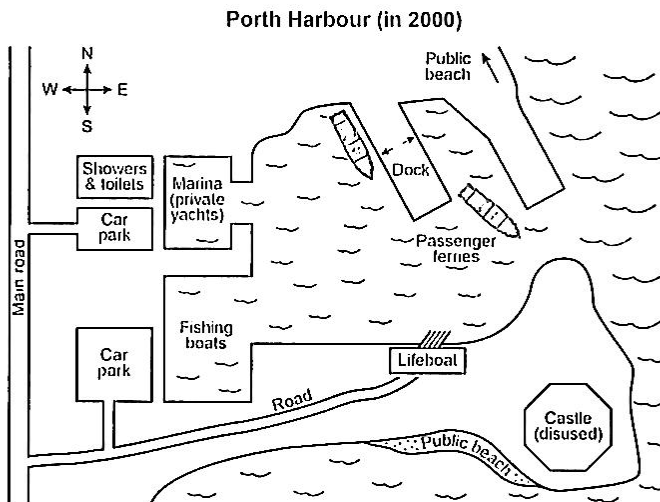 Porth Harbour (in 2000)
N
W E
S
Public
beach
Showers
& toilets
Marina
(private
yachts)
Dock
Car
park
Passenger
ferries
Main road
Fishing
boats
Car
park
Lifeboat
Road
Castle
(disused)
Public beach